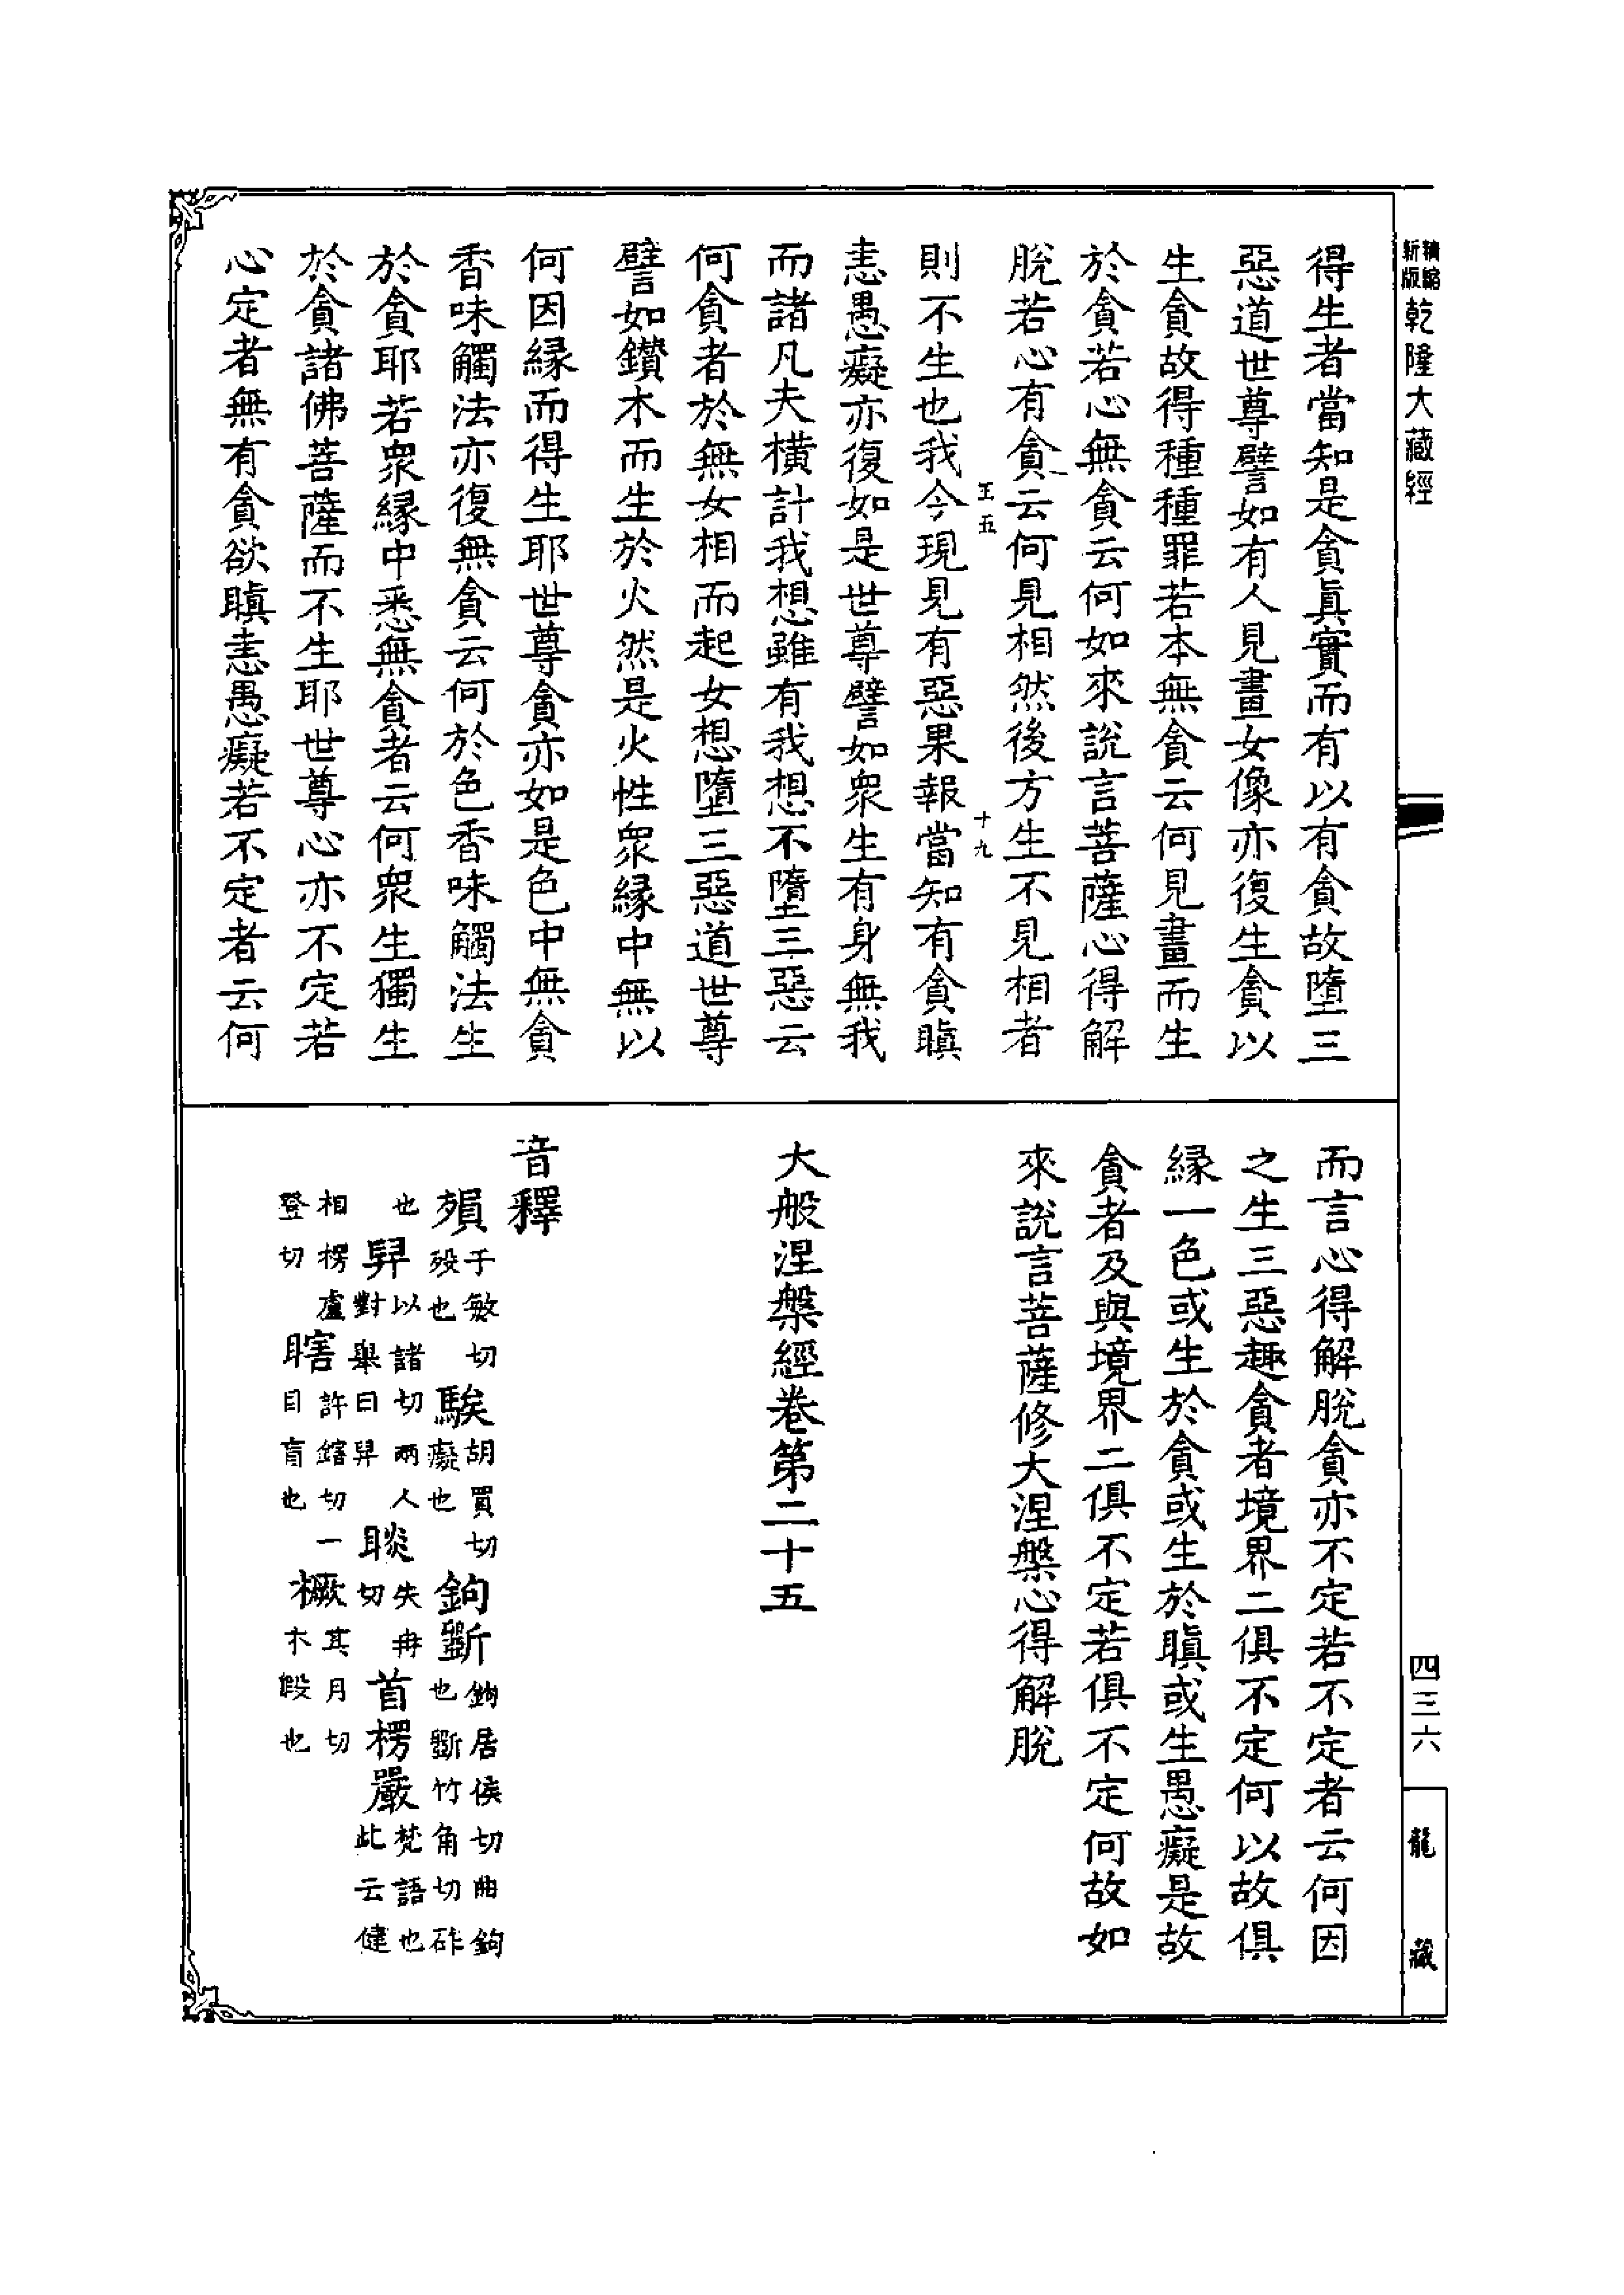 精縮新版乾隆大藏經
得生者當知是貪眞實而有以有貪故墮三
惡道世尊譬如有人見畫女像亦復生貪以
生貪故得種種罪若本無貪云何見畫而生
於貪若心無貪云何如來說言菩薩心得解
脫若心有貪云何見相然後方生不見相者
十九
則不生也我今現見有惡果報當知有貪瞋
恚愚癡亦復如是世尊譬如眾生有身無我
而諸凡夫橫計我想雖有我想不墮三惡云
何貪者於無女相而起女想墮三惡道世尊
譬如鑽木而生於火然是火性眾緣中無以
何因緣而得生耶世尊貪亦如是色中無貪
香味觸法亦復無貪云何於色香味觸法生
於貪耶若眾緣中悉無貪者云何眾生獨生
於貪諸佛菩薩而不生耶世尊心亦不定若
心定者無有貪欲瞋恚愚癡若不定者云何
而言心得解脫貪亦不定若不定者云何因
之生三惡趣貪者境界二俱不定何以故俱
緣一色或生於貪或生於瞋或生愚癡是故
貪者及與境界二俱不定若俱不定何故如
來說言菩薩修大涅槃心得解脫
大般涅槃經卷第二十五
音釋
殞于敏切歿也 騃胡買切癡也 鉤斵鉤居侯切曲鉤也斵竹角切斫
也 舁以諸切兩人對舉曰舁 睒失冉切 首楞嚴梵語也此云健
相楞盧登切 瞎許鎋切一目盲也 橛其月切木段也
四三六
龍藏